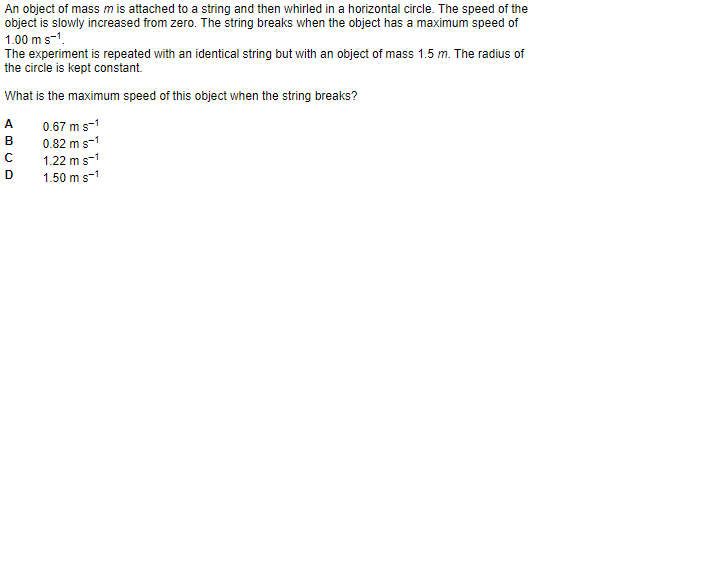 An object of mass m is attached to a string and then whirled in a horizontal circle. The speed of the
object is slowly increased from zero. The string breaks when the object has a maximum speed of
1.00 m s⁻¹.
The experiment is repeated with an identical string but with an object of mass 1.5 m. The radius of
the circle is kept constant.
What is the maximum speed of this object when the string breaks?
A 0.67 m s⁻¹
B 0.82 m s⁻¹
C 1.22 m s⁻¹
D 1.50 m s⁻¹